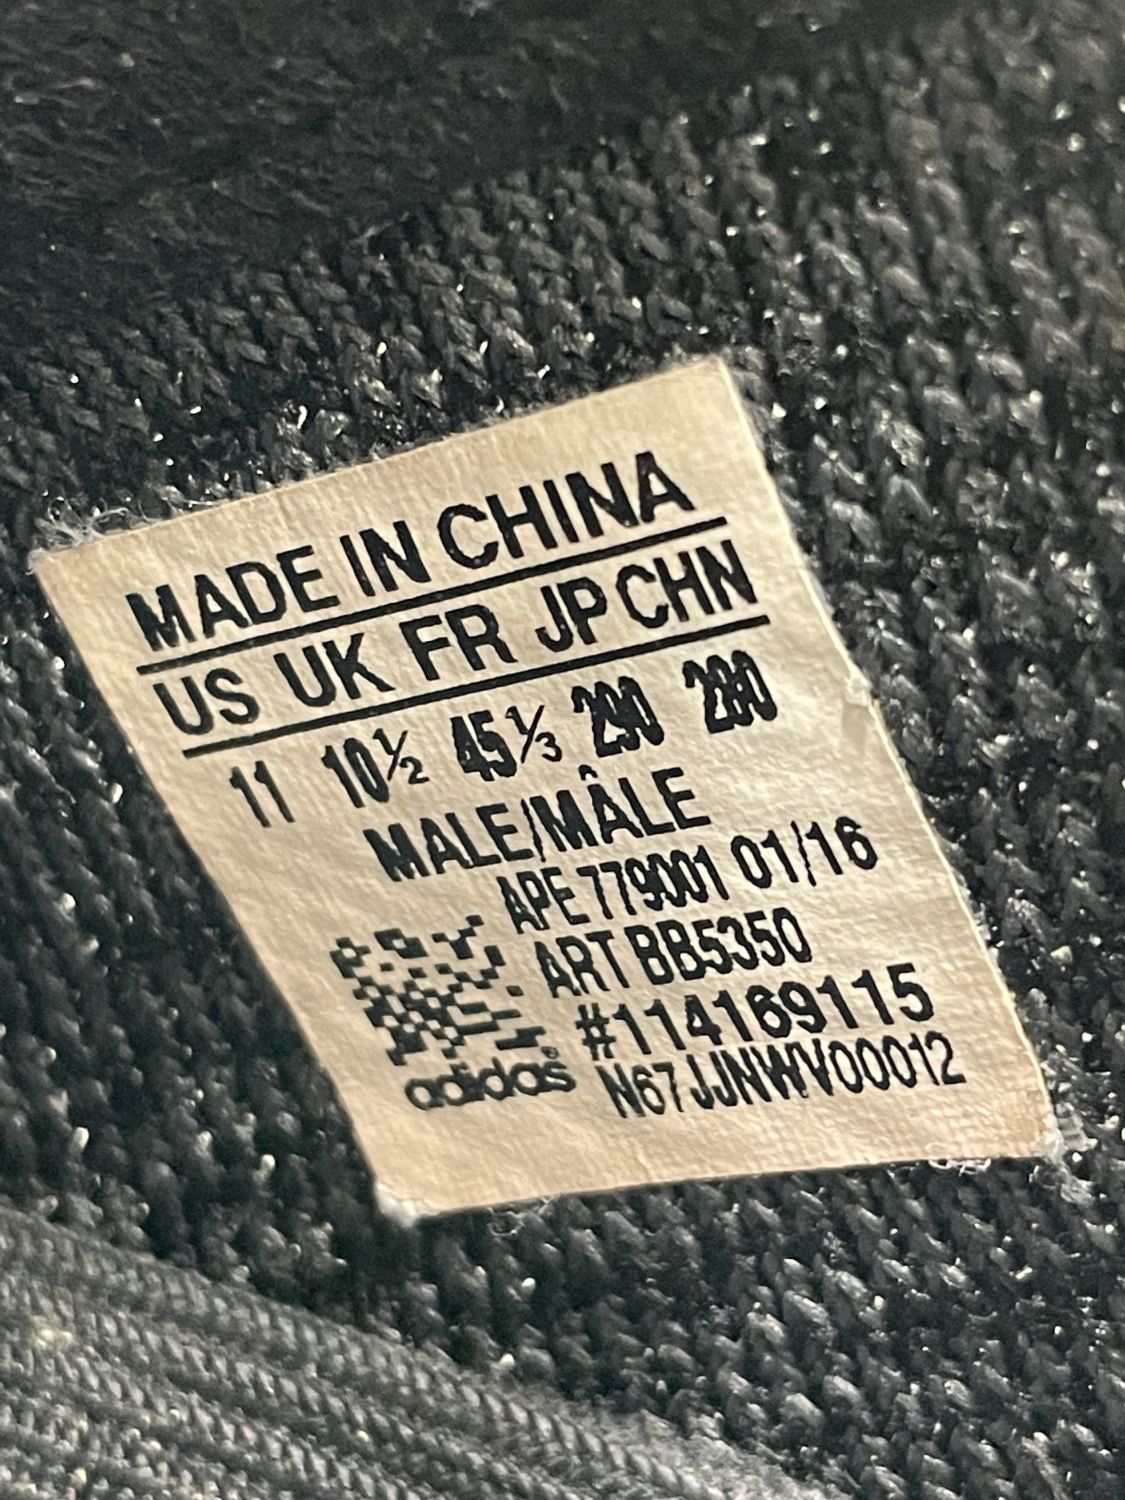 MADE IN CHINA
US UK FR JP CHN
11 10½ 45⅓ 290 280
MALE/MÂLE
APE 779001 01/16
ART BB5350
#114169115
adidas® N67JJNWV00012